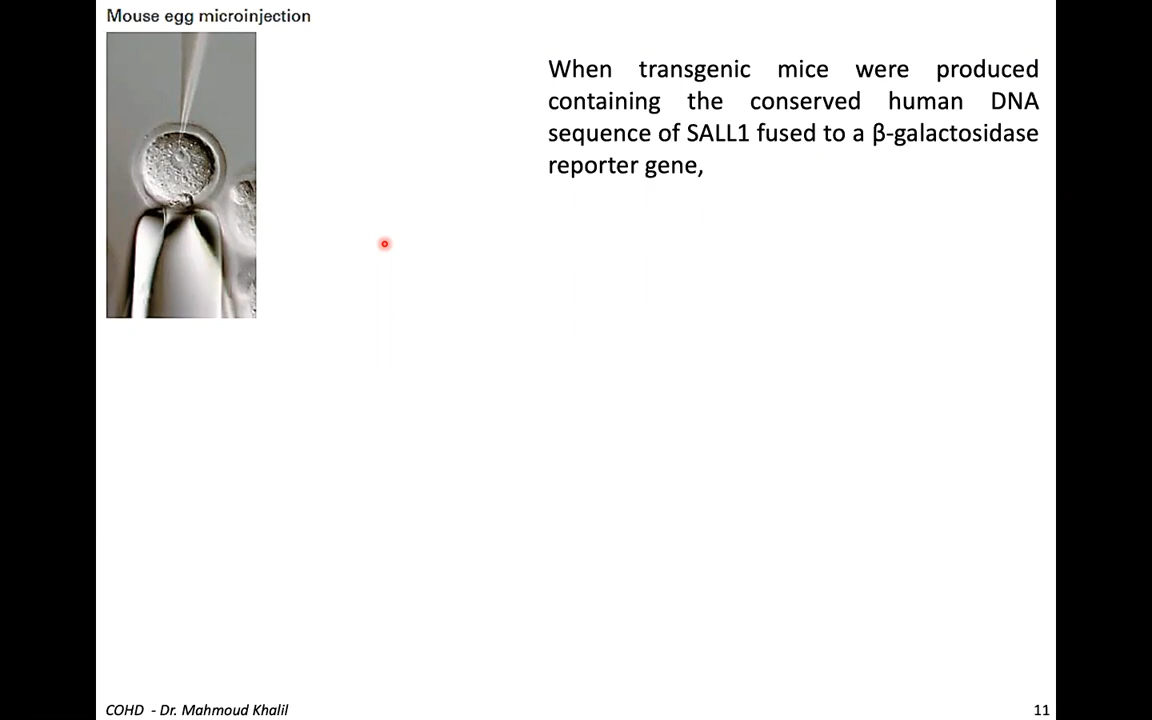 Mouse egg microinjection
When transgenic mice were produced
containing the conserved human DNA
sequence of SALL1 fused to a β-galactosidase
reporter gene,
COHD - Dr. Mahmoud Khalil
11